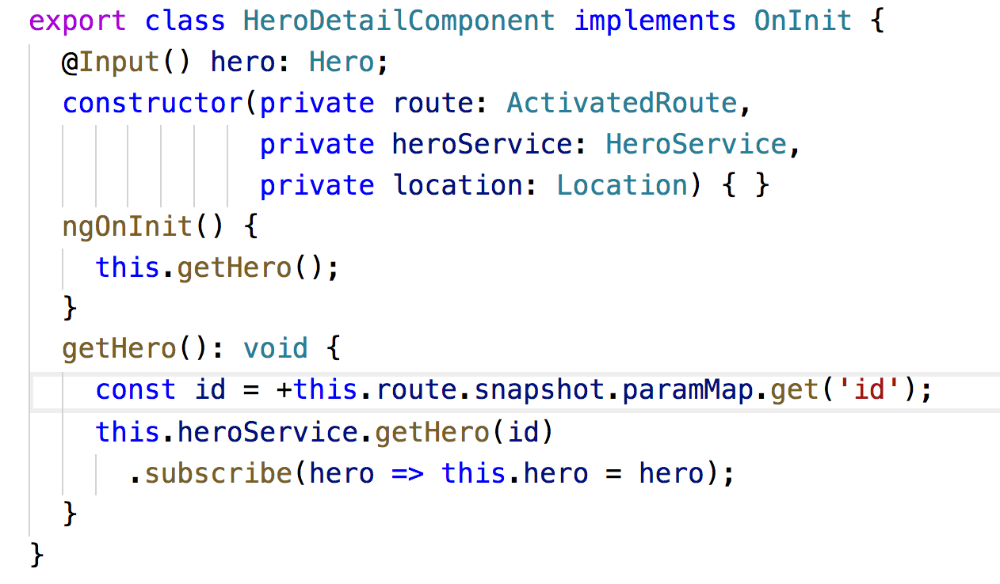 export class HeroDetailComponent implements OnInit {
  @Input() hero: Hero;
  constructor(private route: ActivatedRoute,
              private heroService: HeroService,
              private location: Location) { }
  ngOnInit() {
    this.getHero();
  }
  getHero(): void {
    const id = +this.route.snapshot.paramMap.get('id');
    this.heroService.getHero(id)
      .subscribe(hero => this.hero = hero);
  }
}